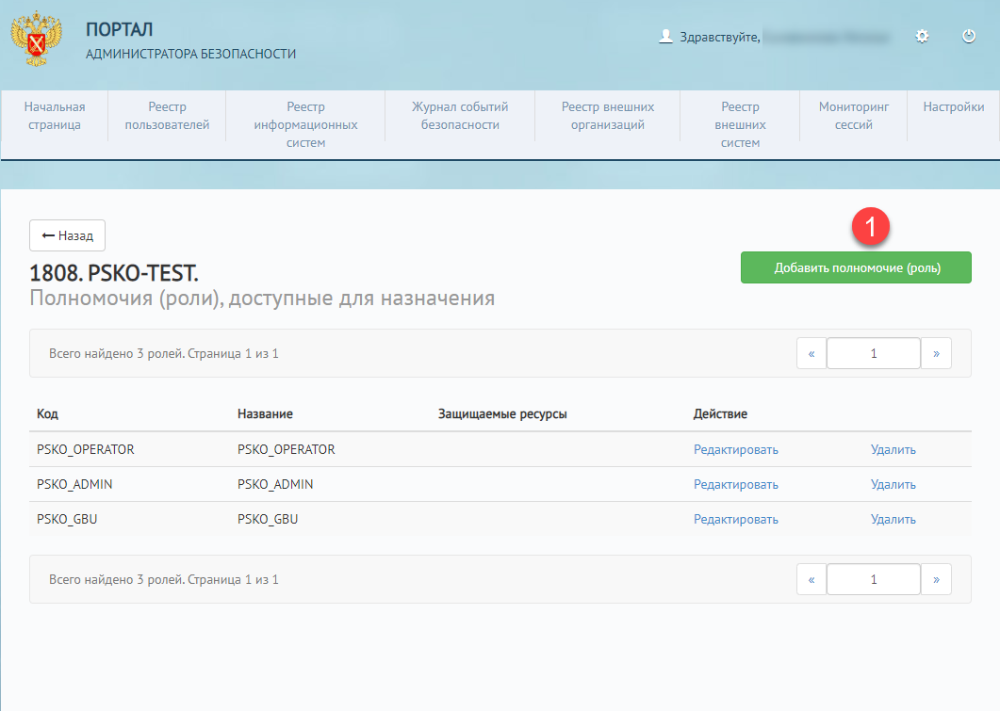 ПОРТАЛ
АДМИНИСТРАТОРА БЕЗОПАСНОСТИ
Здравствуйте,
Начальная
страница
Реестр
пользователей
Реестр
информационных
систем
Журнал событий
безопасности
Реестр внешних
организаций
Реестр
внешних
систем
Мониторинг
сессий
Настройки
Назад
1
1808. PSKO-TEST.
Добавить полномочие (роль)
Полномочия (роли), доступные для назначения
Всего найдено 3 ролей. Страница 1 из 1
« 1 »
Код Название Защищаемые ресурсы Действие
PSKO_OPERATOR PSKO_OPERATOR Редактировать Удалить
PSKO_ADMIN PSKO_ADMIN Редактировать Удалить
PSKO_GBU PSKO_GBU Редактировать Удалить
Всего найдено 3 ролей. Страница 1 из 1
« 1 »